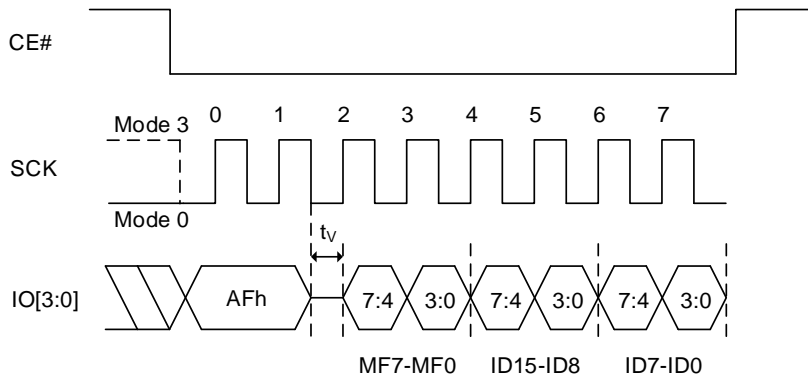 CE#
0 1 2 3 4 5 6 7
Mode 3
SCK
Mode 0
tV
IO[3:0]
AFh 7:4 3:0 7:4 3:0 7:4 3:0
MF7-MF0 ID15-ID8 ID7-ID0